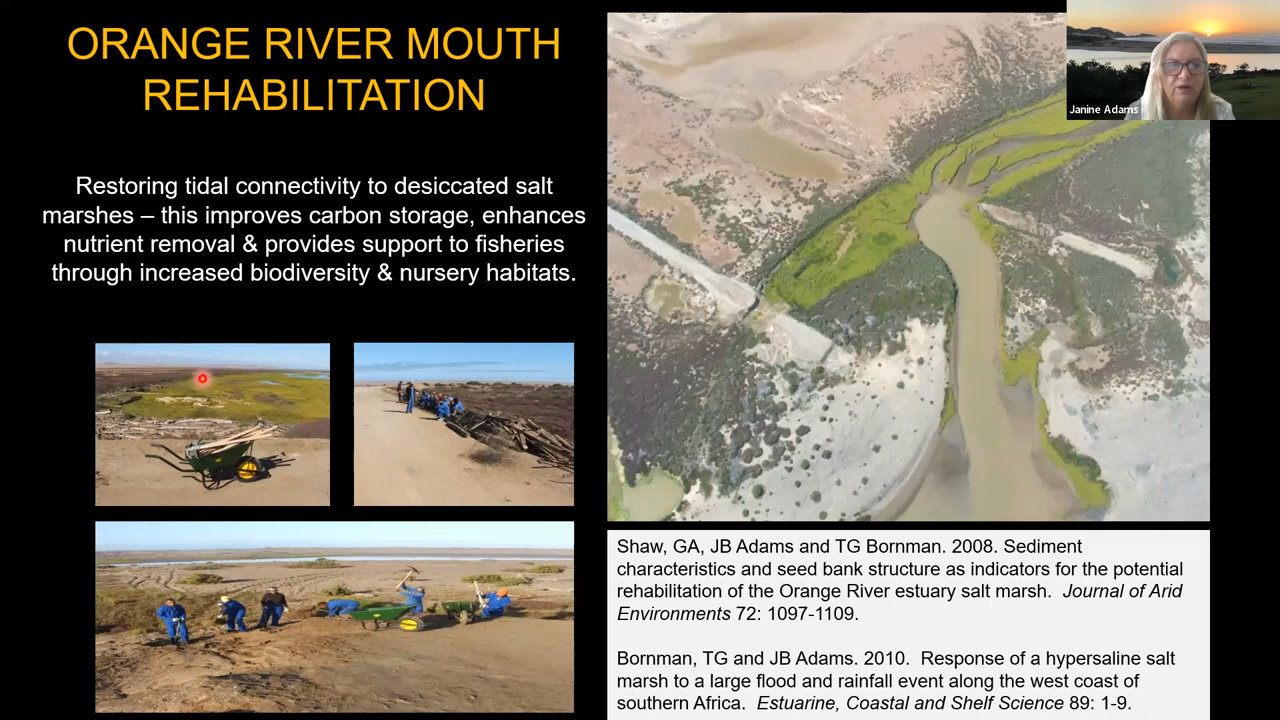 ORANGE RIVER MOUTH
REHABILITATION
Restoring tidal connectivity to desiccated salt
marshes – this improves carbon storage, enhances
nutrient removal & provides support to fisheries
through increased biodiversity & nursery habitats.
Janine Adams
Shaw, GA, JB Adams and TG Bornman. 2008. Sediment
characteristics and seed bank structure as indicators for the potential
rehabilitation of the Orange River estuary salt marsh. Journal of Arid
Environments 72: 1097-1109.
Bornman, TG and JB Adams. 2010. Response of a hypersaline salt
marsh to a large flood and rainfall event along the west coast of
southern Africa. Estuarine, Coastal and Shelf Science 89: 1-9.